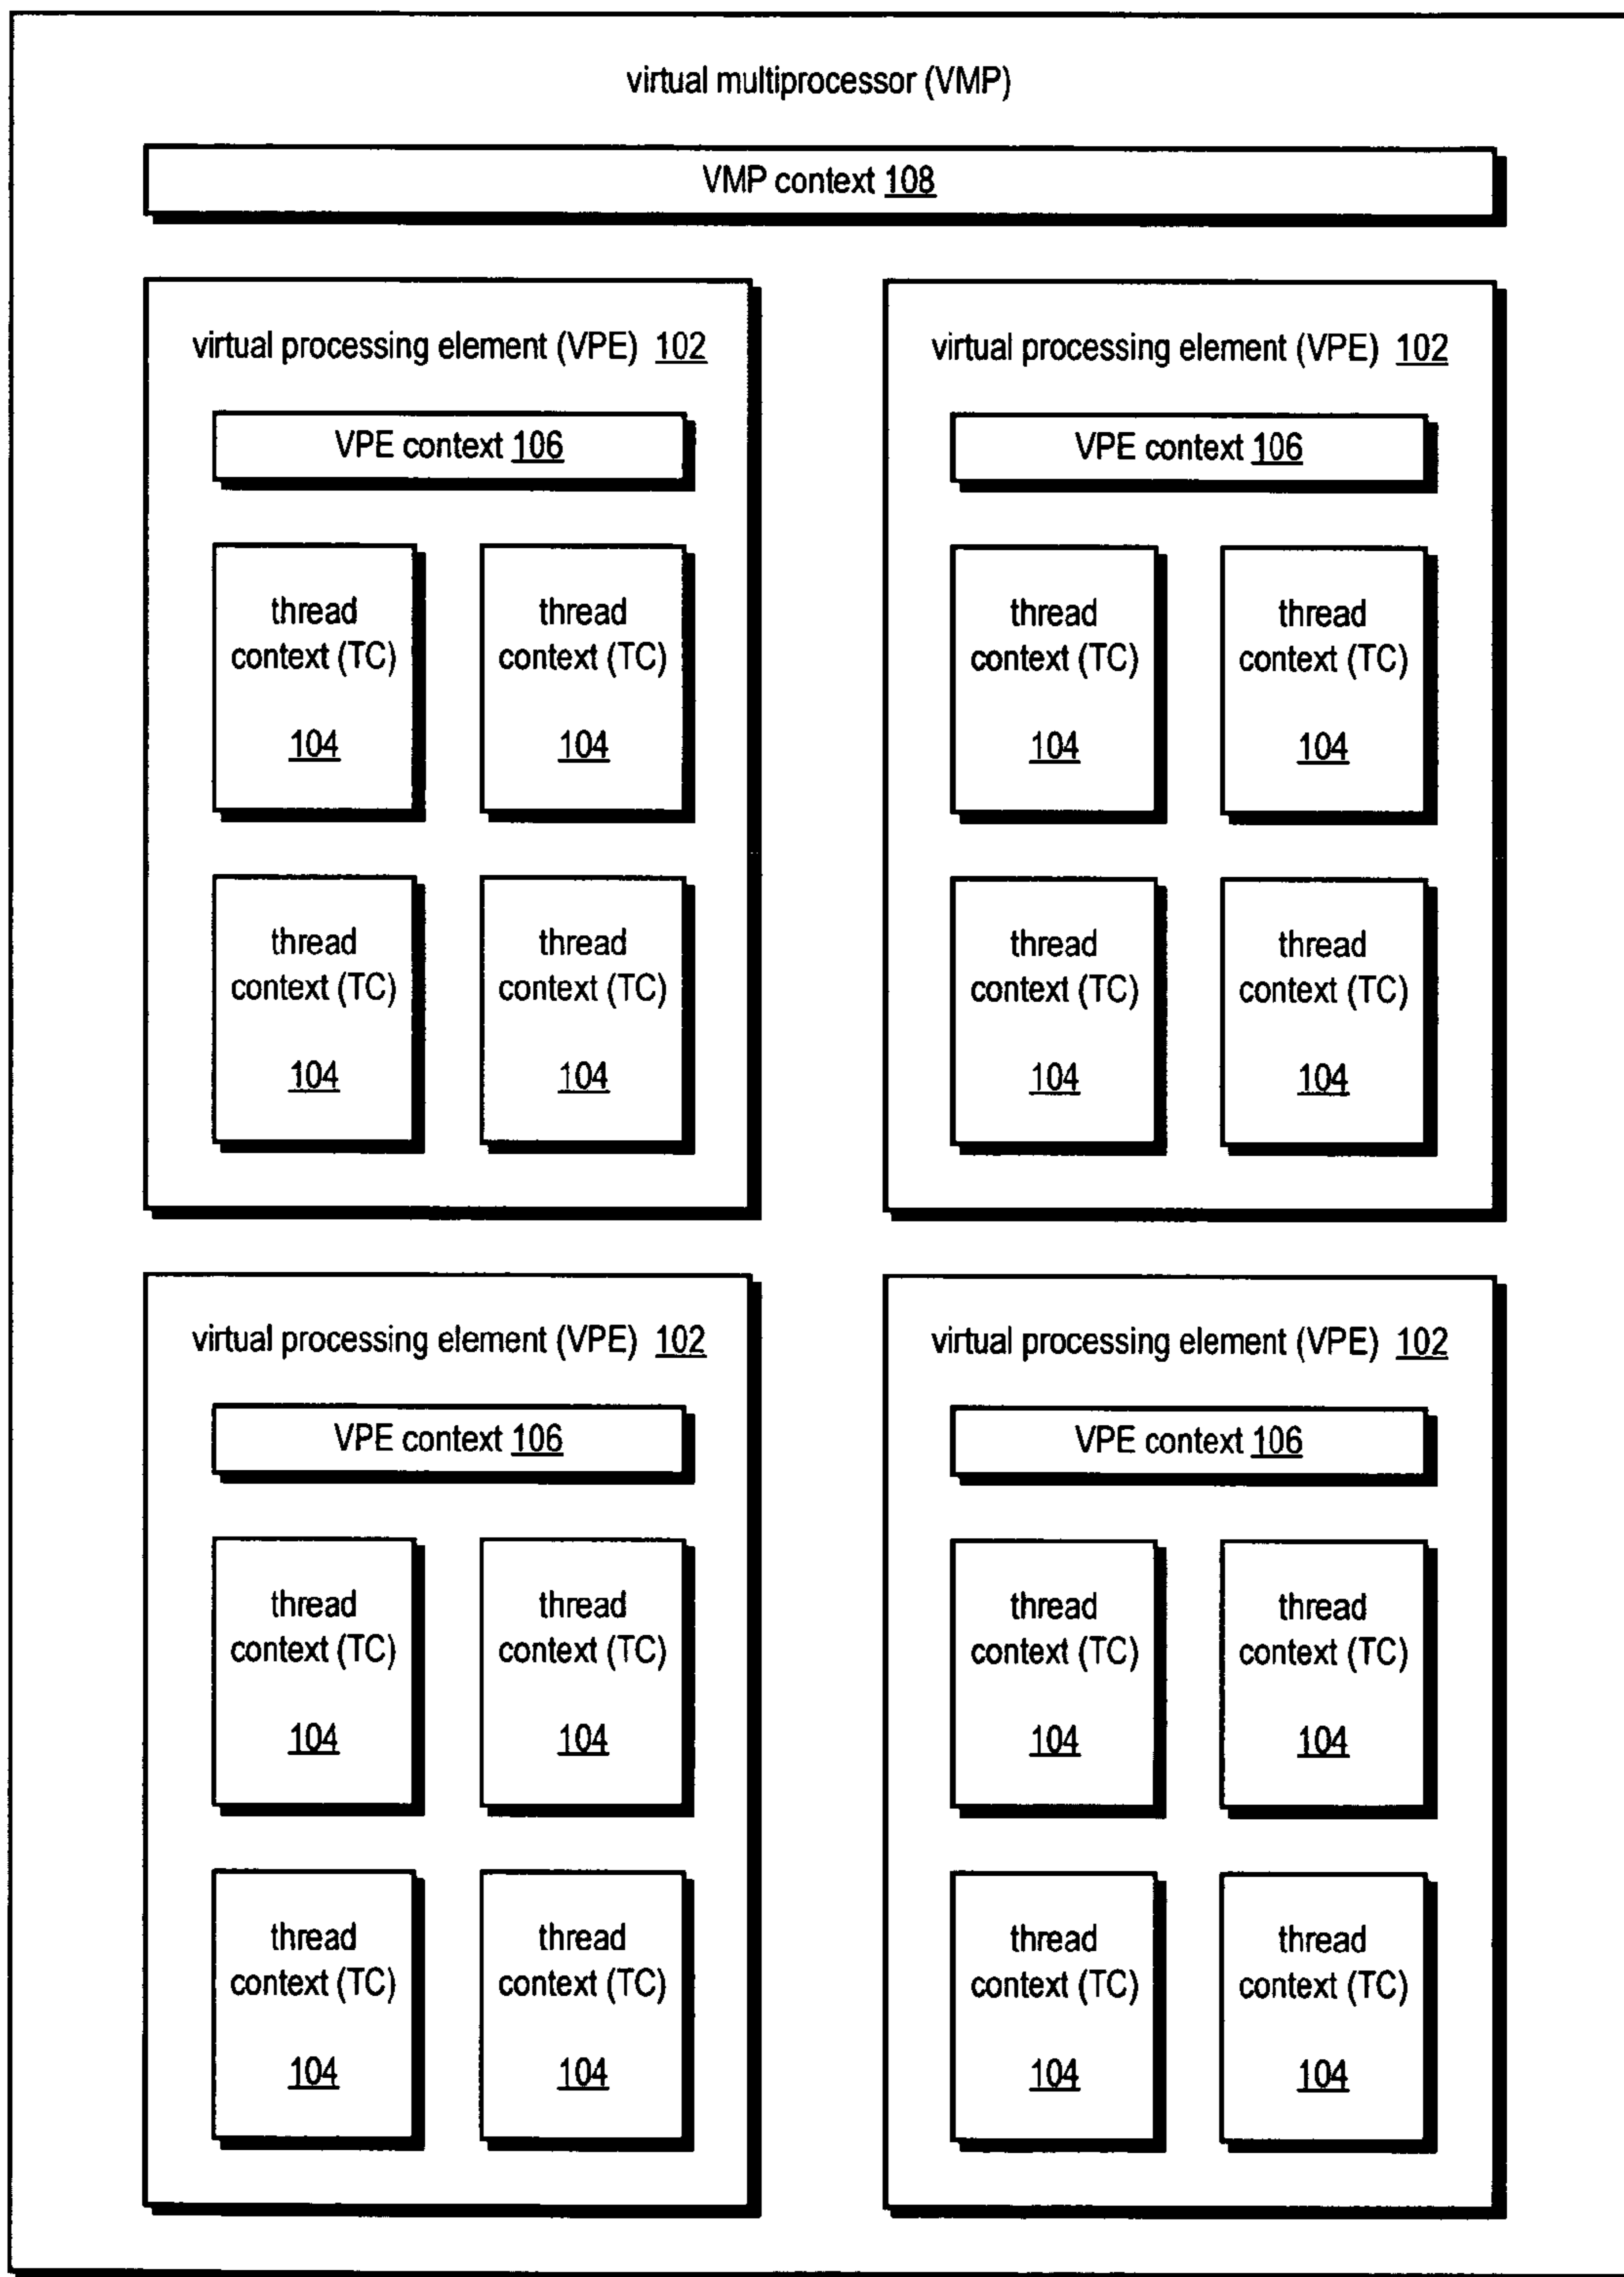 virtual multiprocessor (VMP)
VMP context 108
virtual processing element (VPE) 102
VPE context 106
thread
context (TC)
104
thread
context (TC)
104
thread
context (TC)
104
thread
context (TC)
104
virtual processing element (VPE) 102
VPE context 106
thread
context (TC)
104
thread
context (TC)
104
thread
context (TC)
104
thread
context (TC)
104
virtual processing element (VPE) 102
VPE context 106
thread
context (TC)
104
thread
context (TC)
104
thread
context (TC)
104
thread
context (TC)
104
virtual processing element (VPE) 102
VPE context 106
thread
context (TC)
104
thread
context (TC)
104
thread
context (TC)
104
thread
context (TC)
104